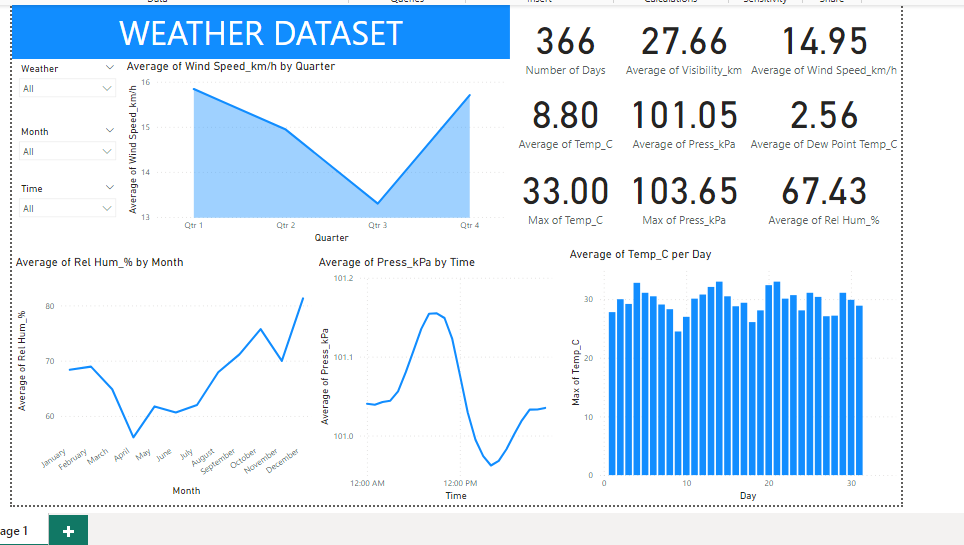 Data Queries Insert Calculations Sensitivity Share
WEATHER DATASET
Weather
All
Month
All
Time
All
Average of Wind Speed_km/h by Quarter
Average of Wind Speed_km/h
16
15
14
13
Qtr 1 Qtr 2 Qtr 3 Qtr 4
Quarter
366 27.66 14.95
Number of Days Average of Visibility_km Average of Wind Speed_km/h
8.80 101.05 2.56
Average of Temp_C Average of Press_kPa Average of Dew Point Temp_C
33.00 103.65 67.43
Max of Temp_C Max of Press_kPa Average of Rel Hum_%
Average of Rel Hum_% by Month
Average of Rel Hum_%
80
70
60
January February March April May June July August September October November December
Month
Average of Press_kPa by Time
Average of Press_kPa
101.2
101.1
101.0
12:00 AM 12:00 PM
Time
Average of Temp_C per Day
Max of Temp_C
30
20
10
0
0 10 20 30
Day
age 1 +